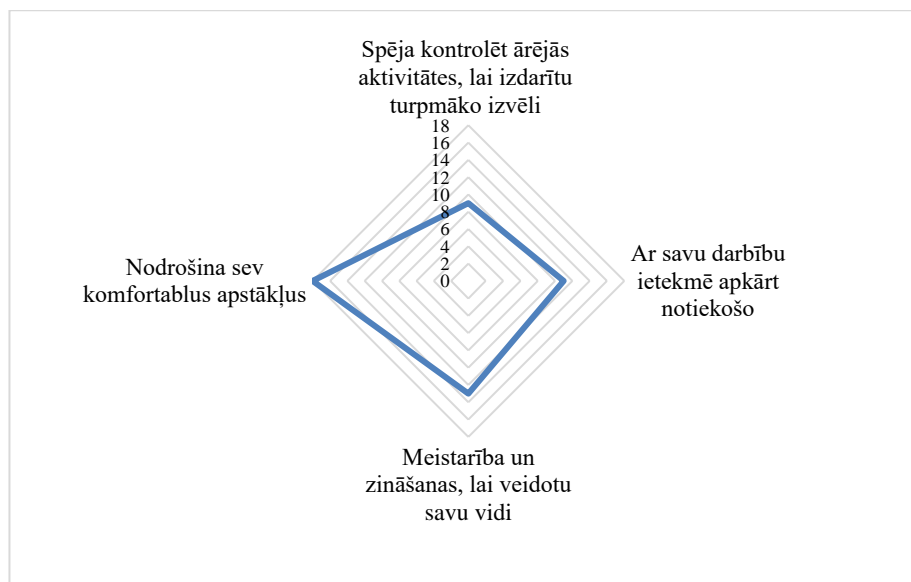 Spēja kontrolēt ārējās
aktivitātes, lai izdarītu
turpmāko izvēli
18
16
14
12
10
8
6
4
2
0
Ar savu darbību
ietekmē apkārt
notiekošo
Nodrošina sev
komfortablus apstākļus
Meistarība un
zināšanas, lai veidotu
savu vidi